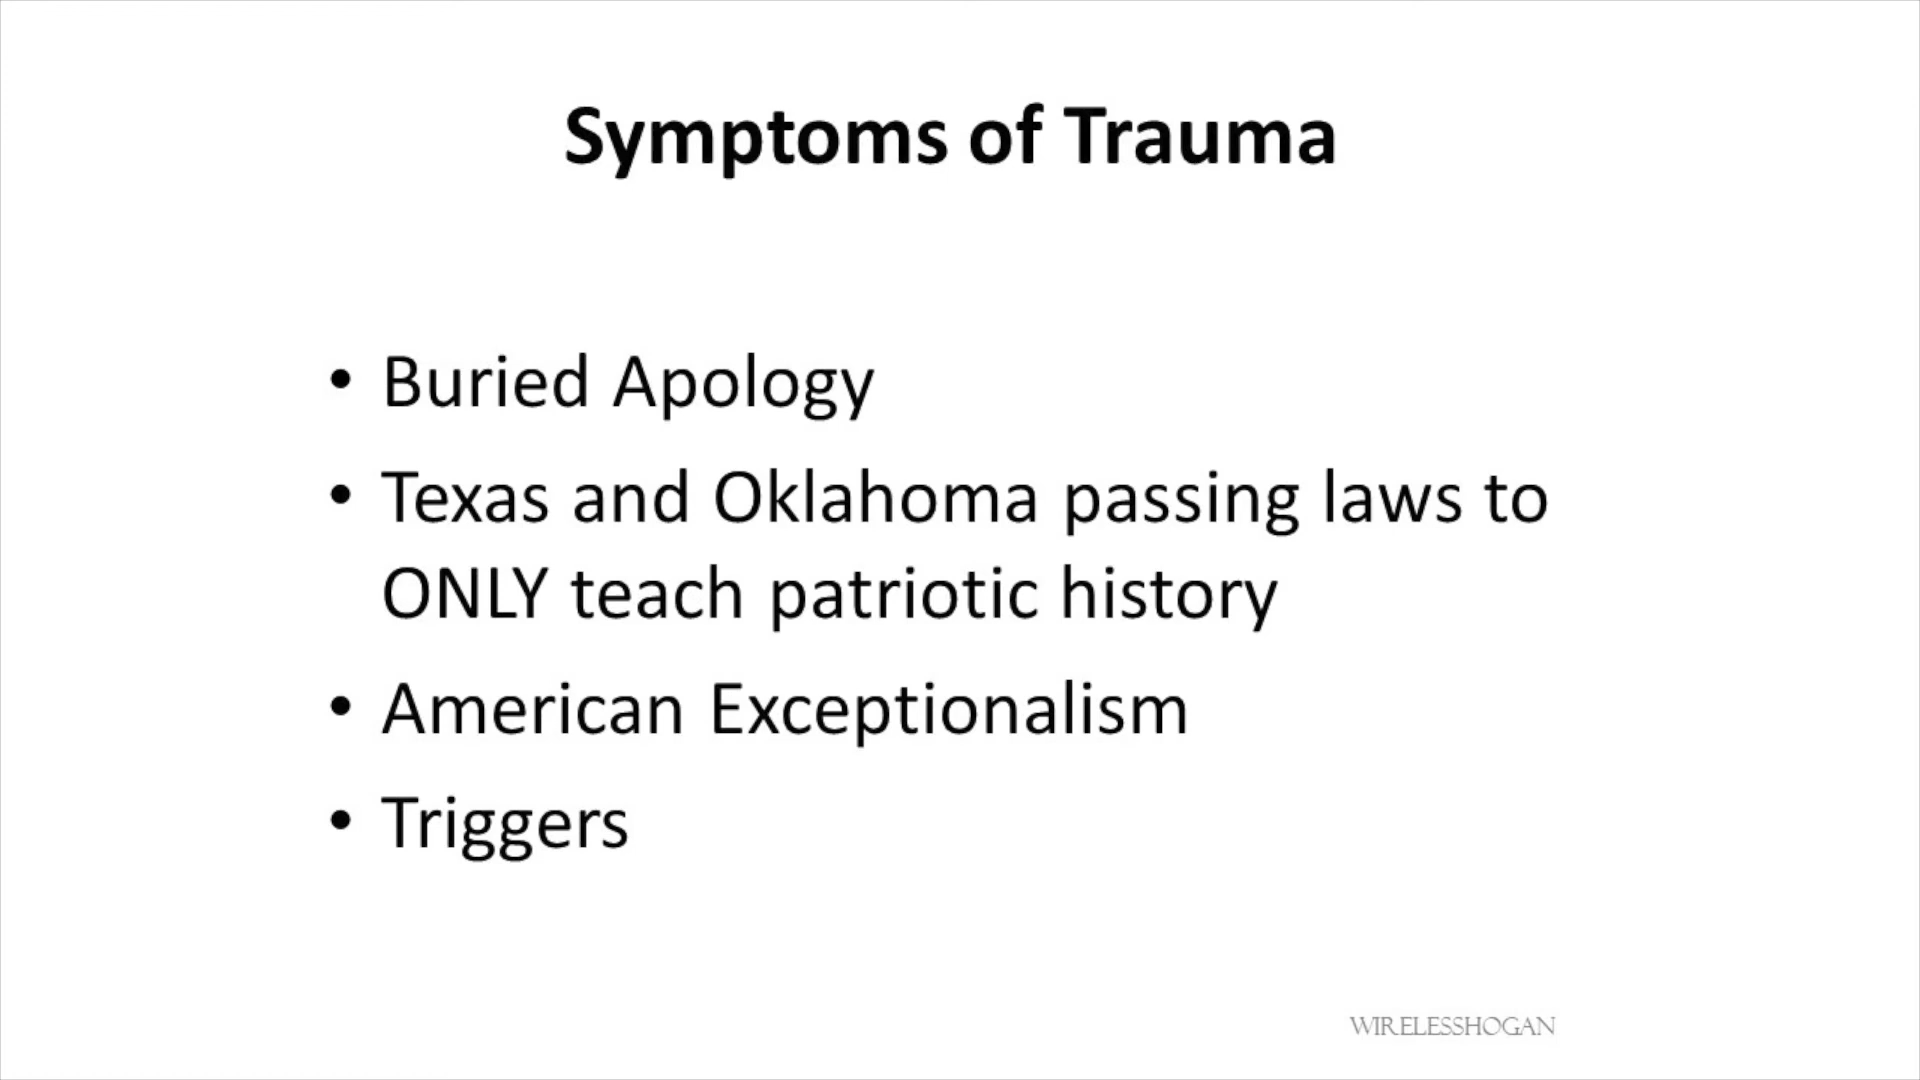 Symptoms of Trauma
• Buried Apology
• Texas and Oklahoma passing laws to
ONLY teach patriotic history
• American Exceptionalism
• Triggers
WIRELESSHOGAN